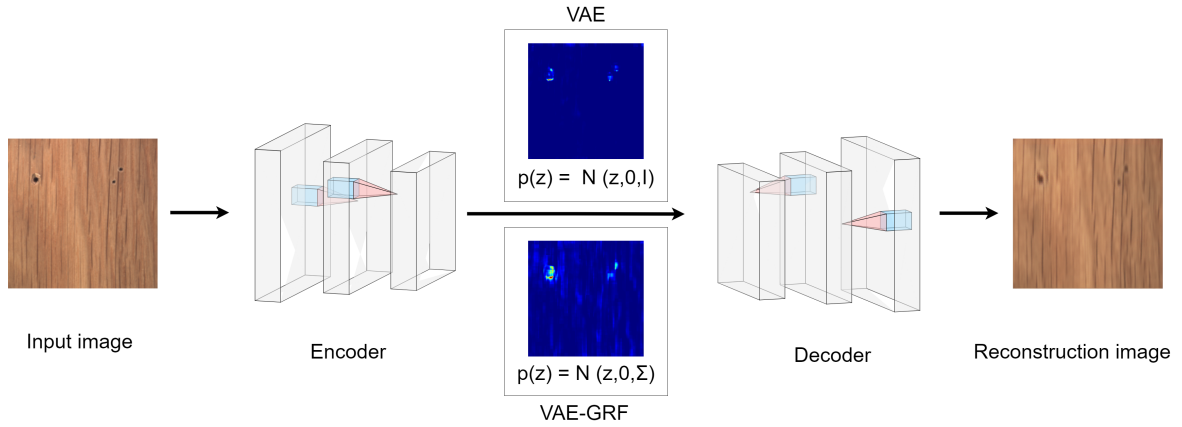 VAE
p(z) = N (z,0,I)
Input image
Encoder
p(z) = N (z,0,Σ)
VAE-GRF
Decoder
Reconstruction image